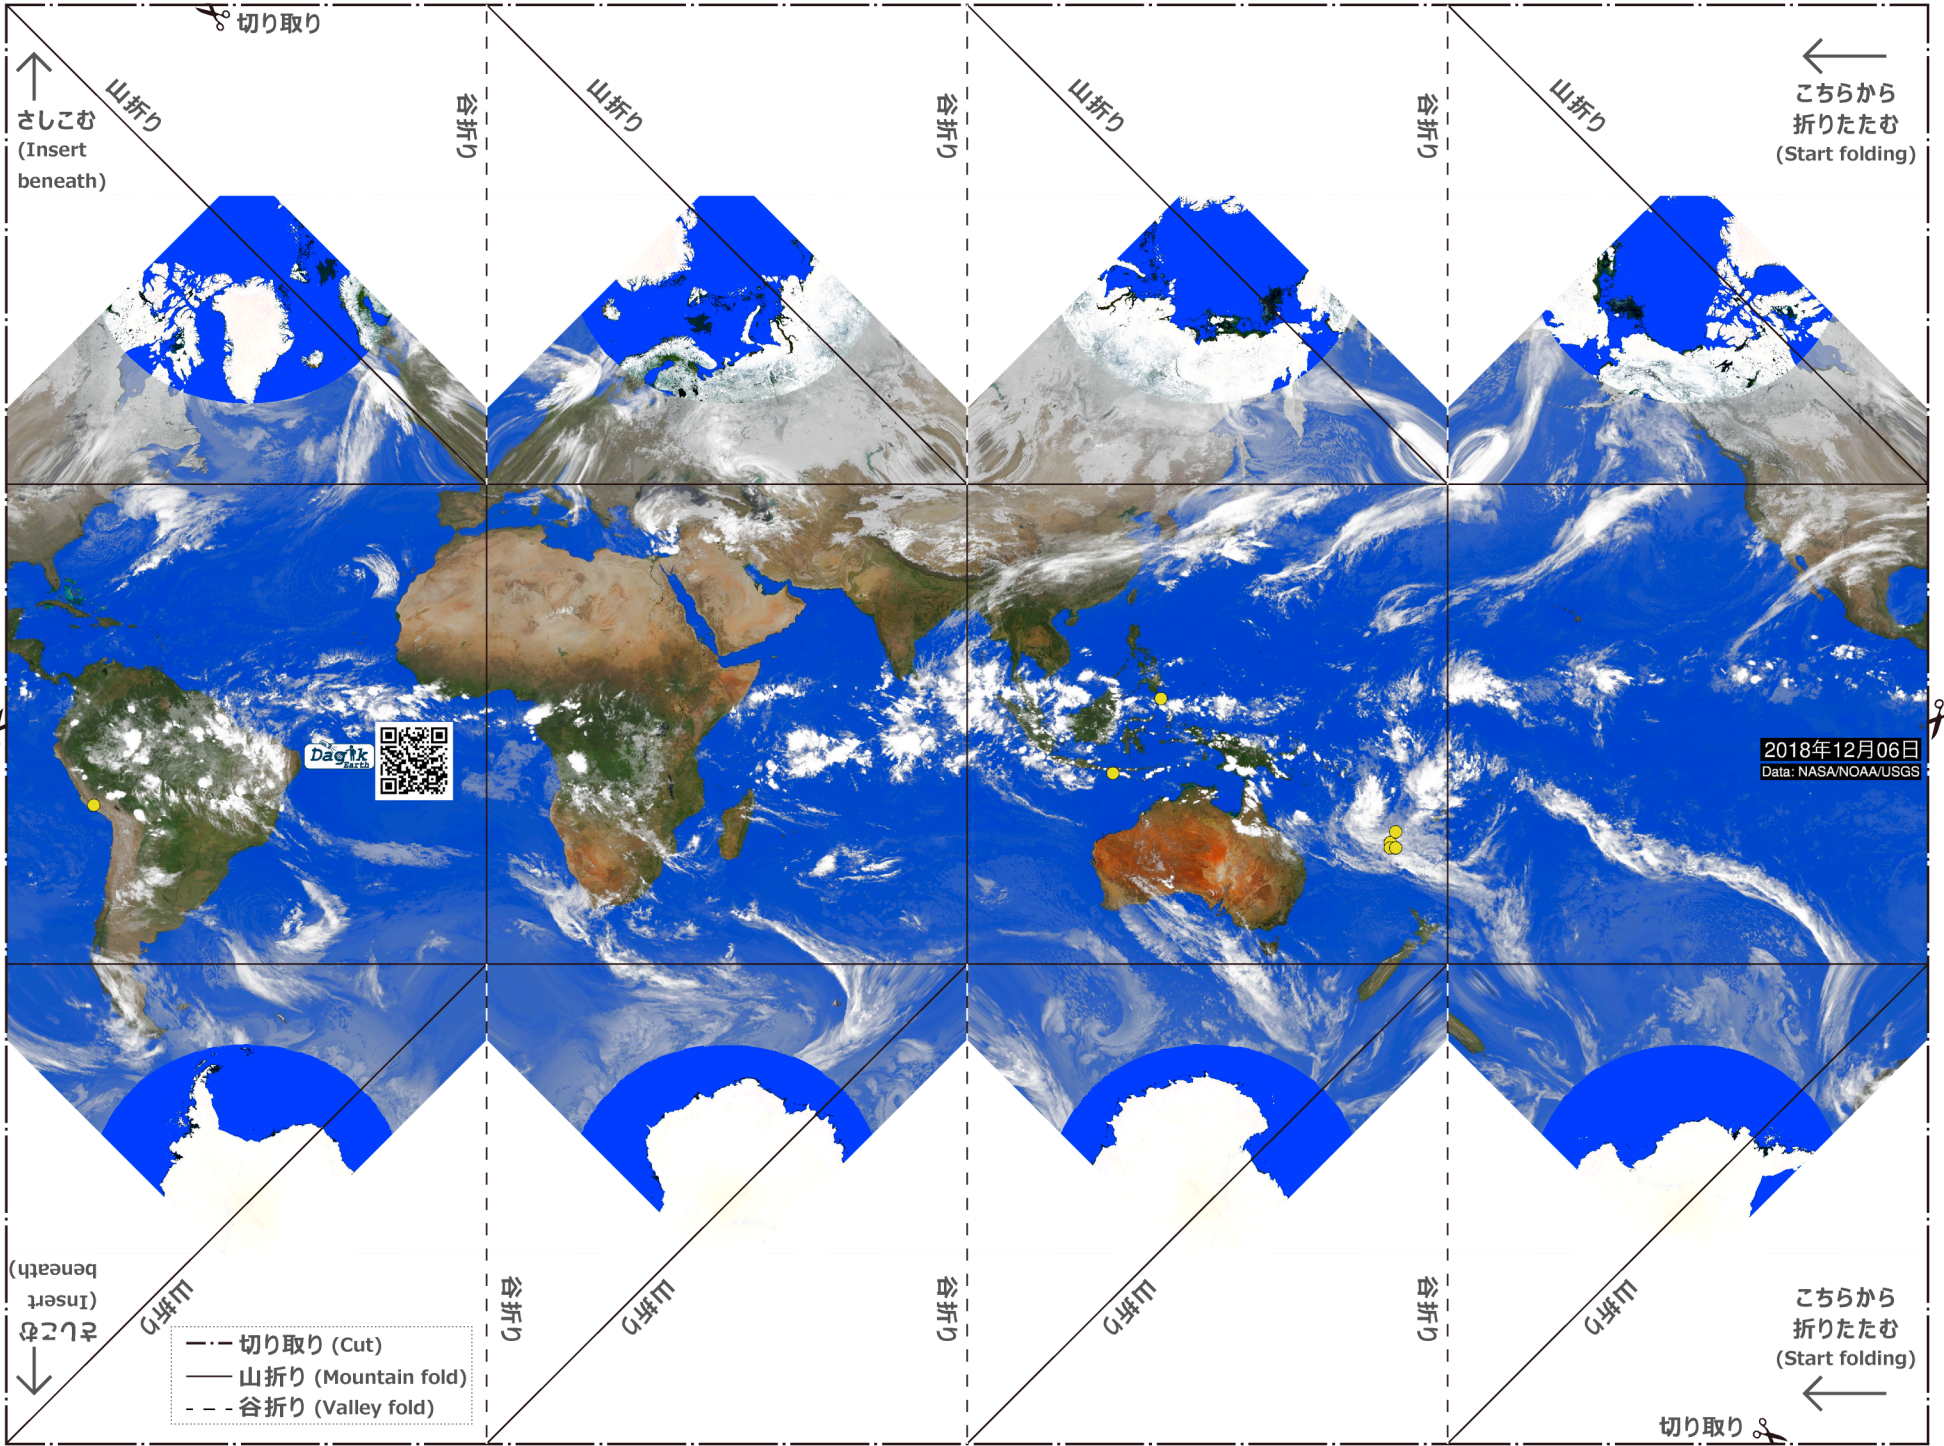 切り取り
こちらから
折りたたむ
(Start folding)
山折り
谷折り
山折り
谷折り
山折り
谷折り
山折り
さしこむ
(Insert
beneath)
Dagik
Earth
2018年12月06日
Data: NASA/NOAA/USGS
さしこむ
(Insert
beneath)
山折り
谷折り
山折り
谷折り
山折り
谷折り
山折り
こちらから
折りたたむ
(Start folding)
切り取り (Cut)
山折り (Mountain fold)
谷折り (Valley fold)
切り取り